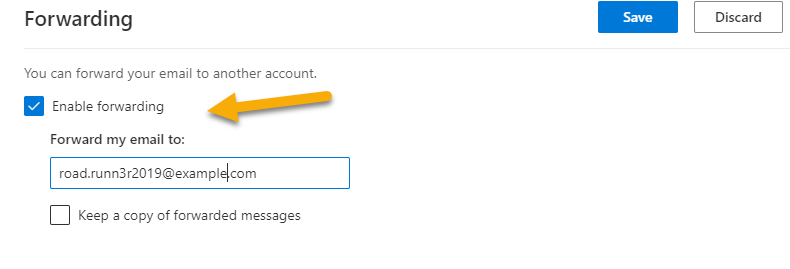 Forwarding
Save
Discard
You can forward your email to another account.
Enable forwarding
Forward my email to:
road.runn3r2019@example.com
Keep a copy of forwarded messages